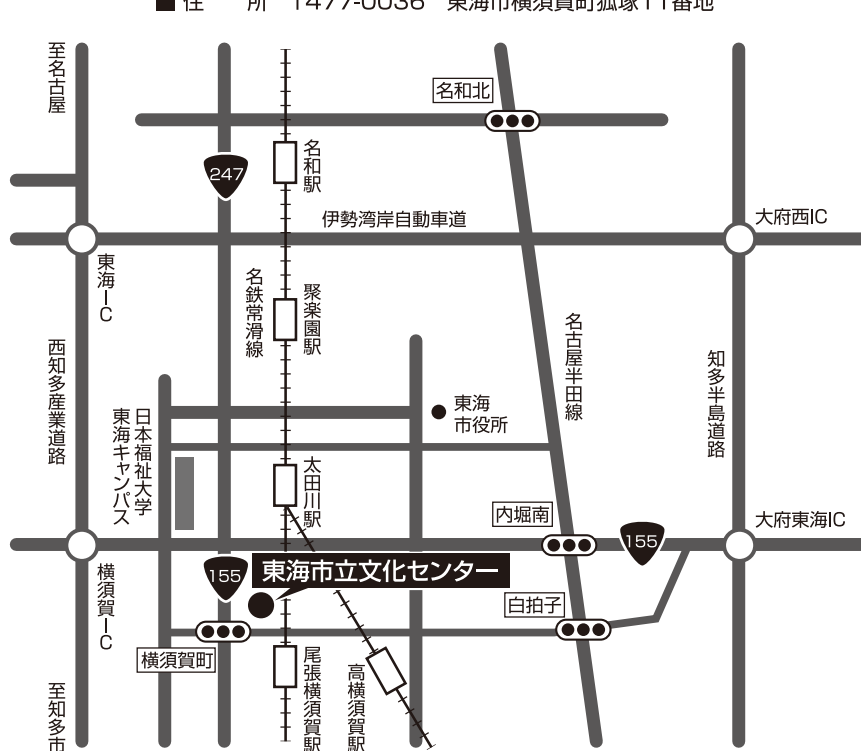 ■住　　所　〒477-0036　東海市横須賀町狐塚11番地
至名古屋
名和北
247
名和駅
伊勢湾岸自動車道
大府西IC
東海IC
名鉄常滑線
聚楽園駅
名古屋半田線
西知多産業道路
知多半島道路
日本福祉大学
東海キャンパス
東海
市役所
太田川駅
内堀南
155
大府東海IC
横須賀IC
155
東海市立文化センター
白拍子
横須賀町
尾張横須賀駅
高横須賀駅
至知多市